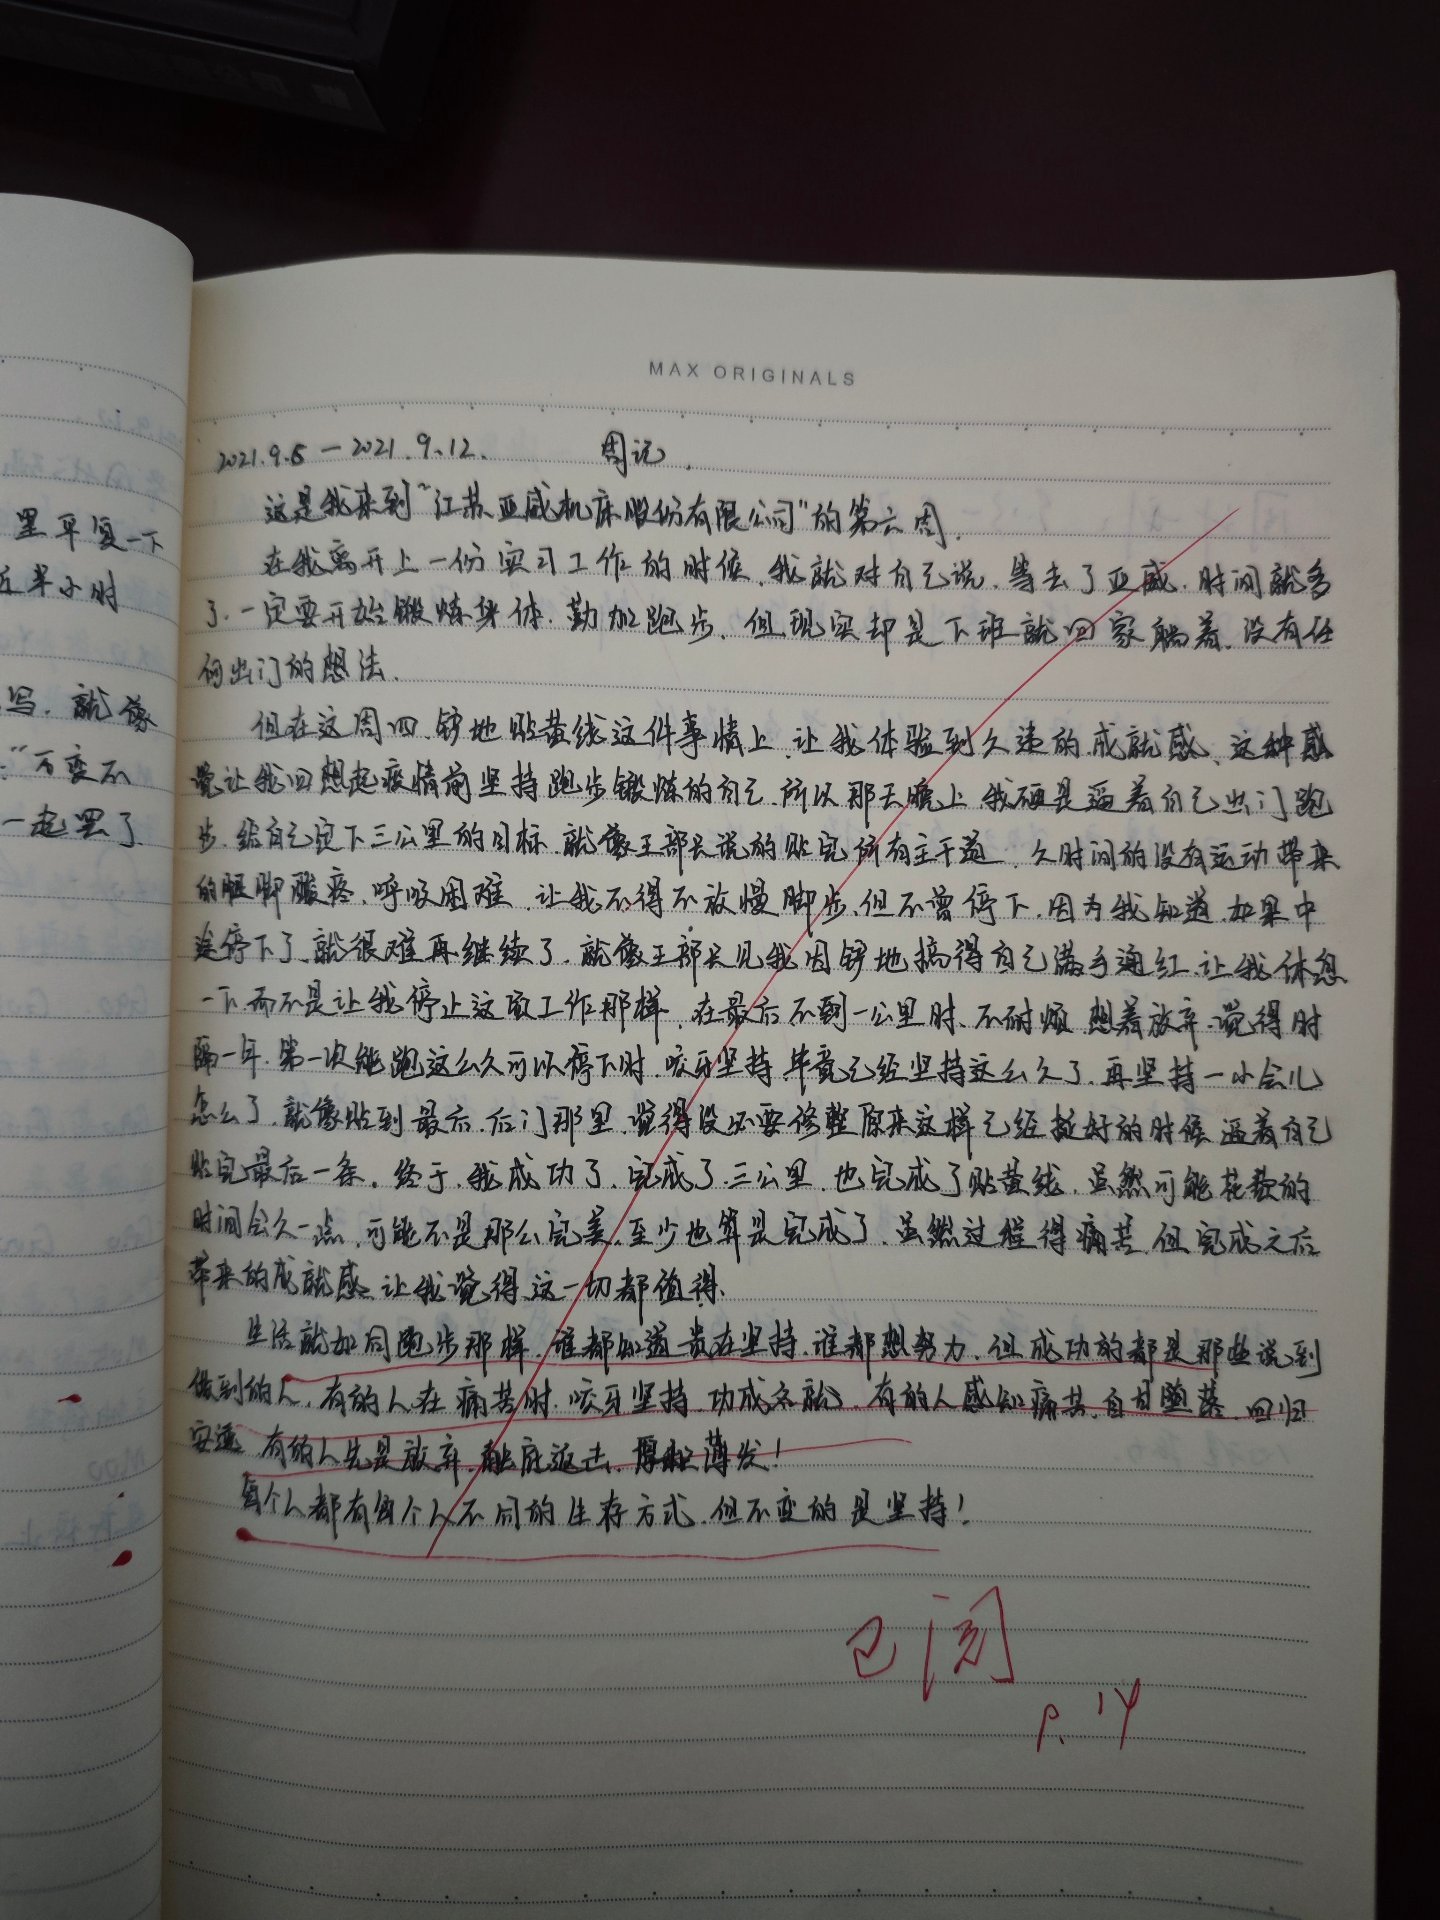 MAX ORIGINALS
2021.9.5一2021.9.12. 周记.
这是我来到"江苏亚威机床股份有限公司"的第六周.
在我离开上一份实习工作的时候,我就对自己说,等去了亚威,时间就多
了.一定要开始锻炼身体,勤加跑步,但现实却是下班就回家躺着,没有任
何出门的想法.
但在这周四,铲地贴黄线这件事情上,让我体验到久违的成就感,这种感
觉让我回想起疫情前坚持跑步锻炼的自己,所以那天晚上,我硬是逼着自己出门跑
步,给自己定下三公里的目标,就像王部长说的贴完所有主干道,久时间的没有运动带来
的腿脚酸疼,呼吸困难,让我不得不放慢脚步,但不曾停下,因为我知道,如果中
途停下了,就很难再继续了,就像王部长见我因铲地搞得自己满手通红,让我休息
一下而不是让我停止这项工作那样,在最后不到一公里时,不耐烦,想着放弃,觉得时
隔一年,第一次能跑这么久可以停下时,咬牙坚持,毕竟已经坚持这么久了,再坚持一小会儿
怎么了,就像贴到最后,后门那里,觉得没必要修整原来这样已经挺好的时候逼着自己
贴完最后一条。终于,我成功了,完成了三公里,也完成了贴黄线,虽然可能花费的
时间会久一点,可能不是那么完美,至少也算是完成了,虽然过程得痛苦,但完成之后
带来的成就感,让我觉得,这一切都值得,
生活就如同跑步那样,谁都知道贵在坚持,谁都想努力,但成功的都是那些说到
做到的人,有的人在痛苦时,咬牙坚持,功成名就,有的人感知痛苦,自甘堕落,回归
安逸,有的人先是放弃,触底返击,厚积薄发!
每个人都有每个人不同的生存方式,但不变的是坚持!
已阅
里平复一下
近半小时
写,就像
"万变不
一起罢了